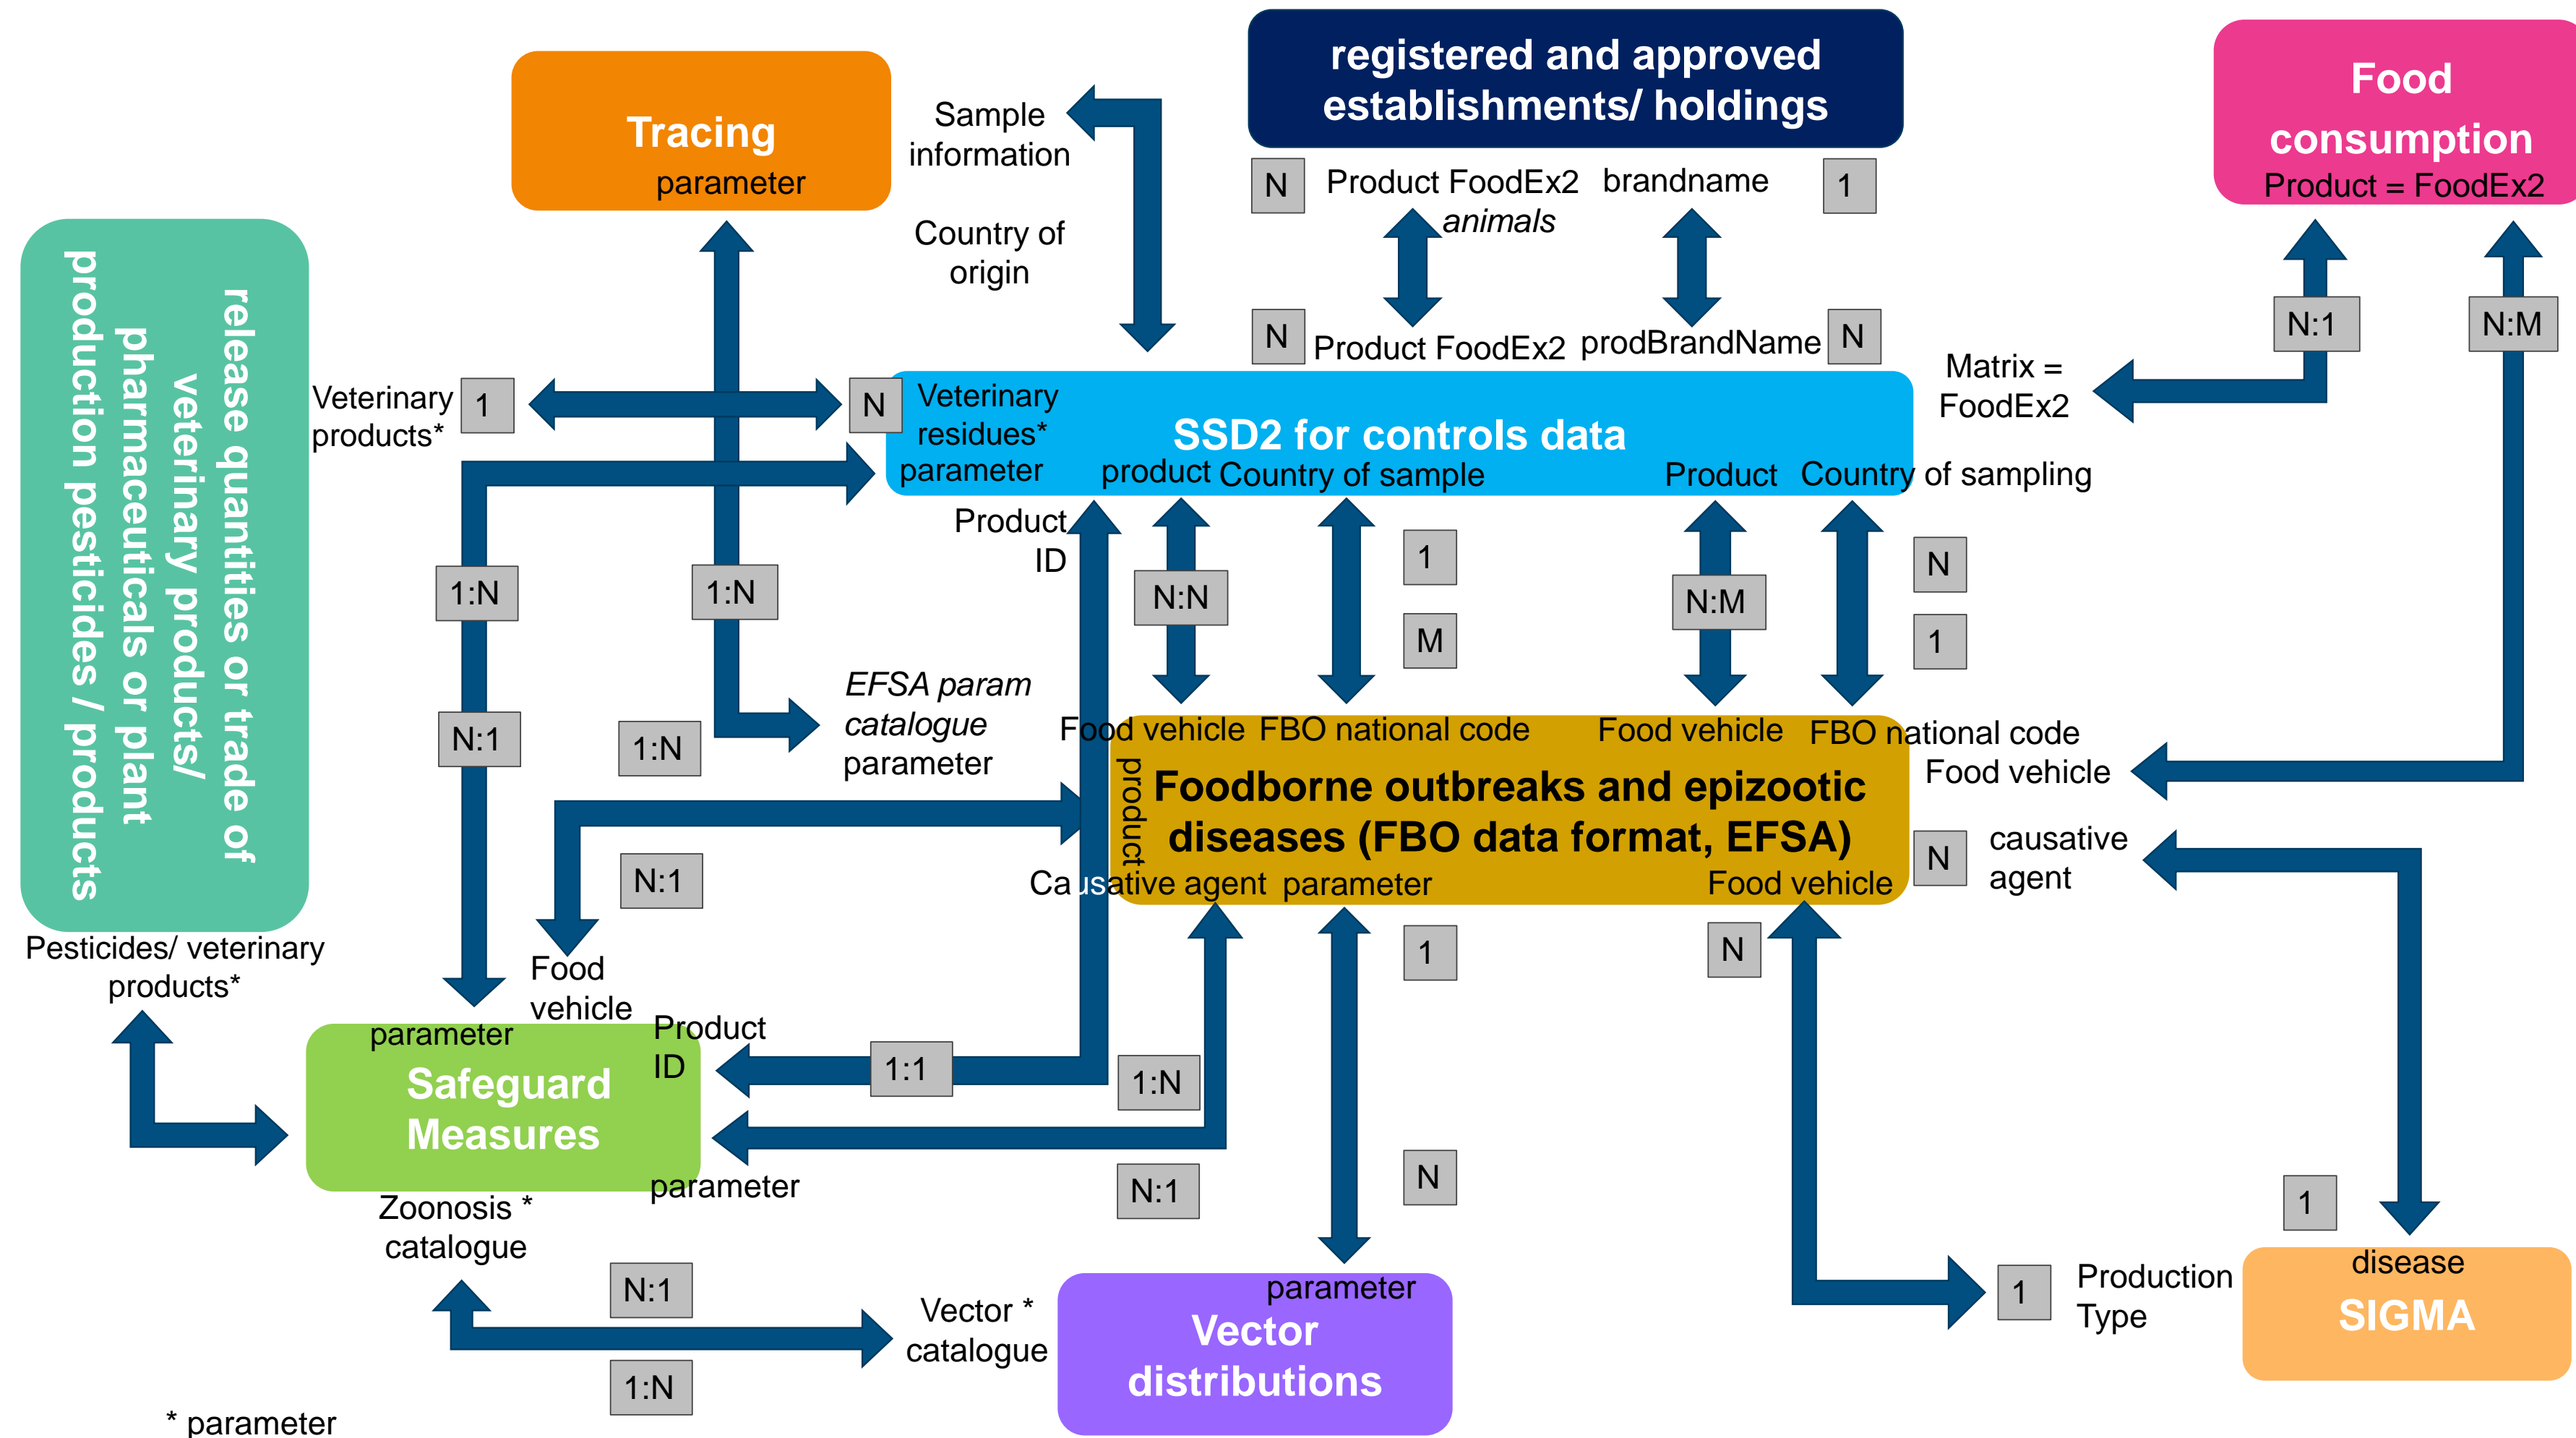 registered and approved
establishments/ holdings
Food
consumption
Product = FoodEx2
Tracing
parameter
Sample
information
Country of
origin
N
Product FoodEx2
animals
brandname
1
N
Product FoodEx2
prodBrandName
N
N:1
N:M
Matrix =
FoodEx2
release quantities or trade of
veterinary products/
pharmaceuticals or plant
production pesticides / products
Veterinary
products*
1
N
Veterinary
residues*
parameter
SSD2 for controls data
product
Country of sample
Product
Country of sampling
Product
ID
1:N
1:N
N:N
1
M
N:M
N
1
N:1
1:N
EFSA param
catalogue
parameter
Food vehicle
FBO national code
Food vehicle
FBO national code
Food vehicle
product
Foodborne outbreaks and epizootic
diseases (FBO data format, EFSA)
N:1
Causative agent
parameter
Food vehicle
N
causative
agent
Pesticides/ veterinary
products*
Food
vehicle
1
N
parameter
Product
ID
Safeguard
Measures
1:1
1:N
parameter
N:1
N
Zoonosis *
catalogue
N:1
1:N
Vector *
catalogue
parameter
Vector
distributions
1
Production
Type
1
disease
SIGMA
* parameter